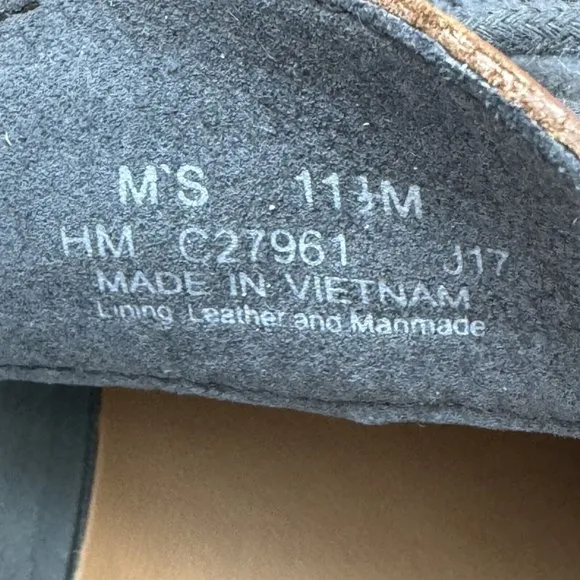 M'S 11½M
HM C27961 J17
MADE IN VIETNAM
Lining Leather and Manmade